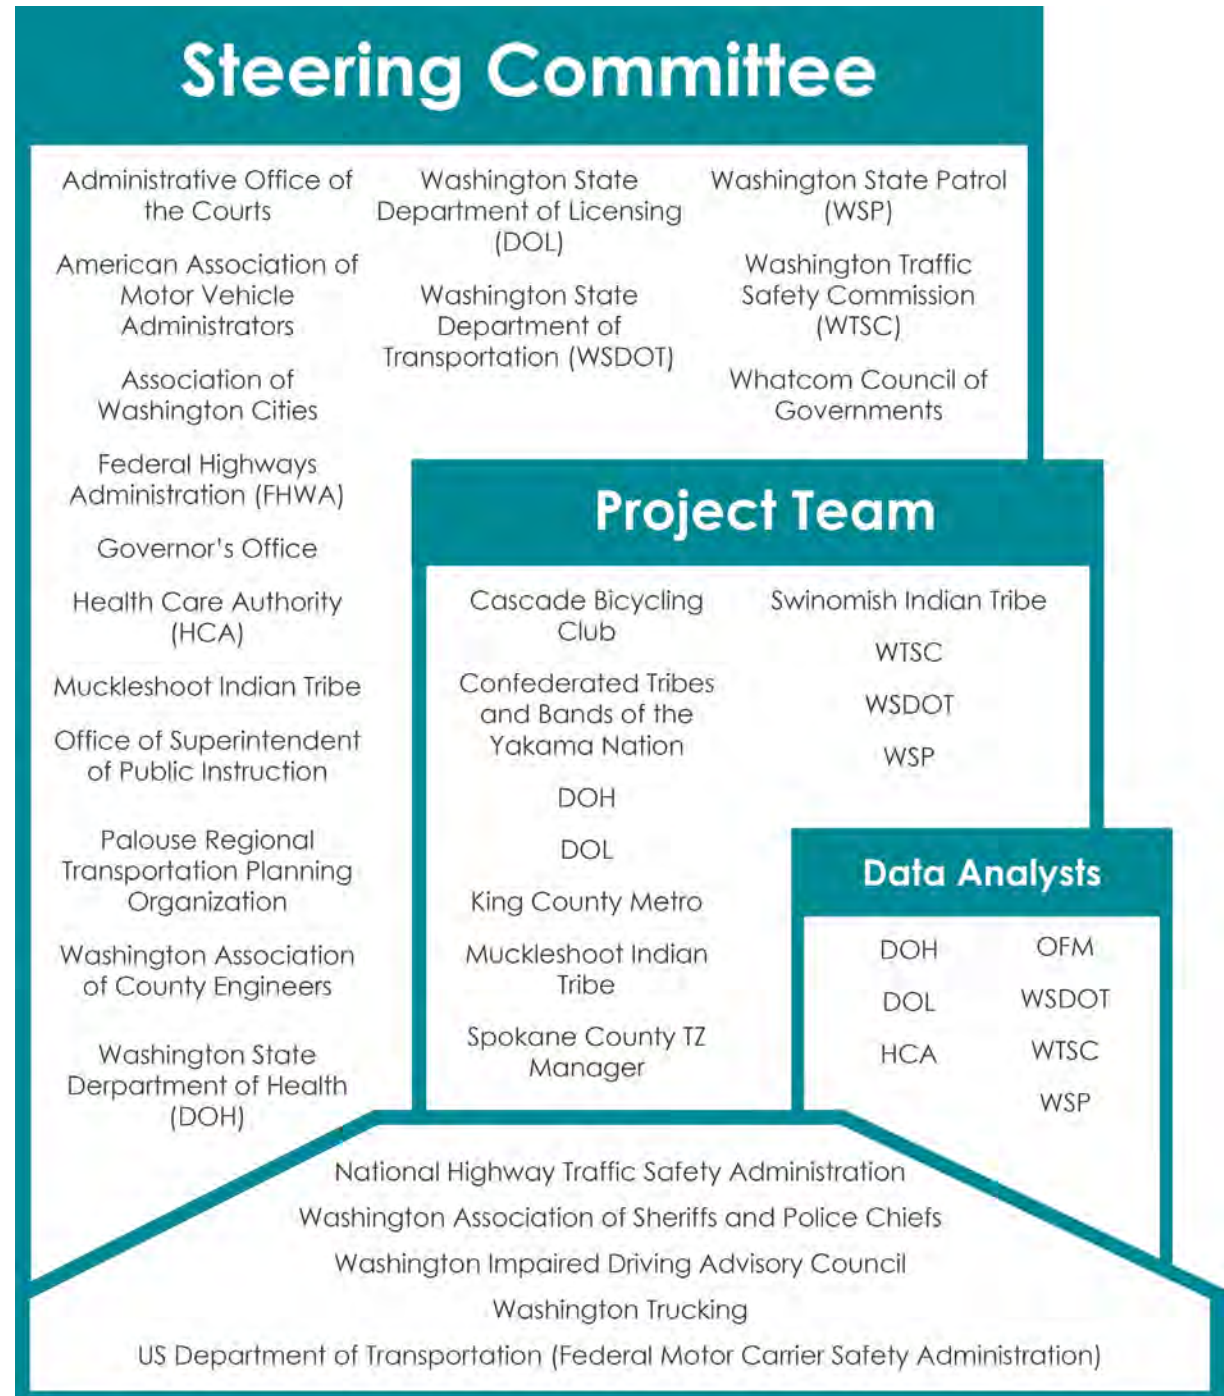 Steering Committee
Administrative Office of
the Courts
American Association of
Motor Vehicle
Administrators
Association of
Washington Cities
Federal Highways
Administration (FHWA)
Governor's Office
Health Care Authority
(HCA)
Muckleshoot Indian Tribe
Office of Superintendent
of Public Instruction
Palouse Regional
Transportation Planning
Organization
Washington Association
of County Engineers
Washington State
Derpartment of Health
(DOH)
Washington State
Department of Licensing
(DOL)
Washington State
Department of
Transportation (WSDOT)
Washington State Patrol
(WSP)
Washington Traffic
Safety Commission
(WTSC)
Whatcom Council of
Governments
Project Team
Cascade Bicycling
Club
Confederated Tribes
and Bands of the
Yakama Nation
DOH
DOL
King County Metro
Muckleshoot Indian
Tribe
Spokane County TZ
Manager
Swinomish Indian Tribe
WTSC
WSDOT
WSP
Data Analysts
DOH
DOL
HCA
OFM
WSDOT
WTSC
WSP
National Highway Traffic Safety Administration
Washington Association of Sheriffs and Police Chiefs
Washington Impaired Driving Advisory Council
Washington Trucking
US Department of Transportation (Federal Motor Carrier Safety Administration)